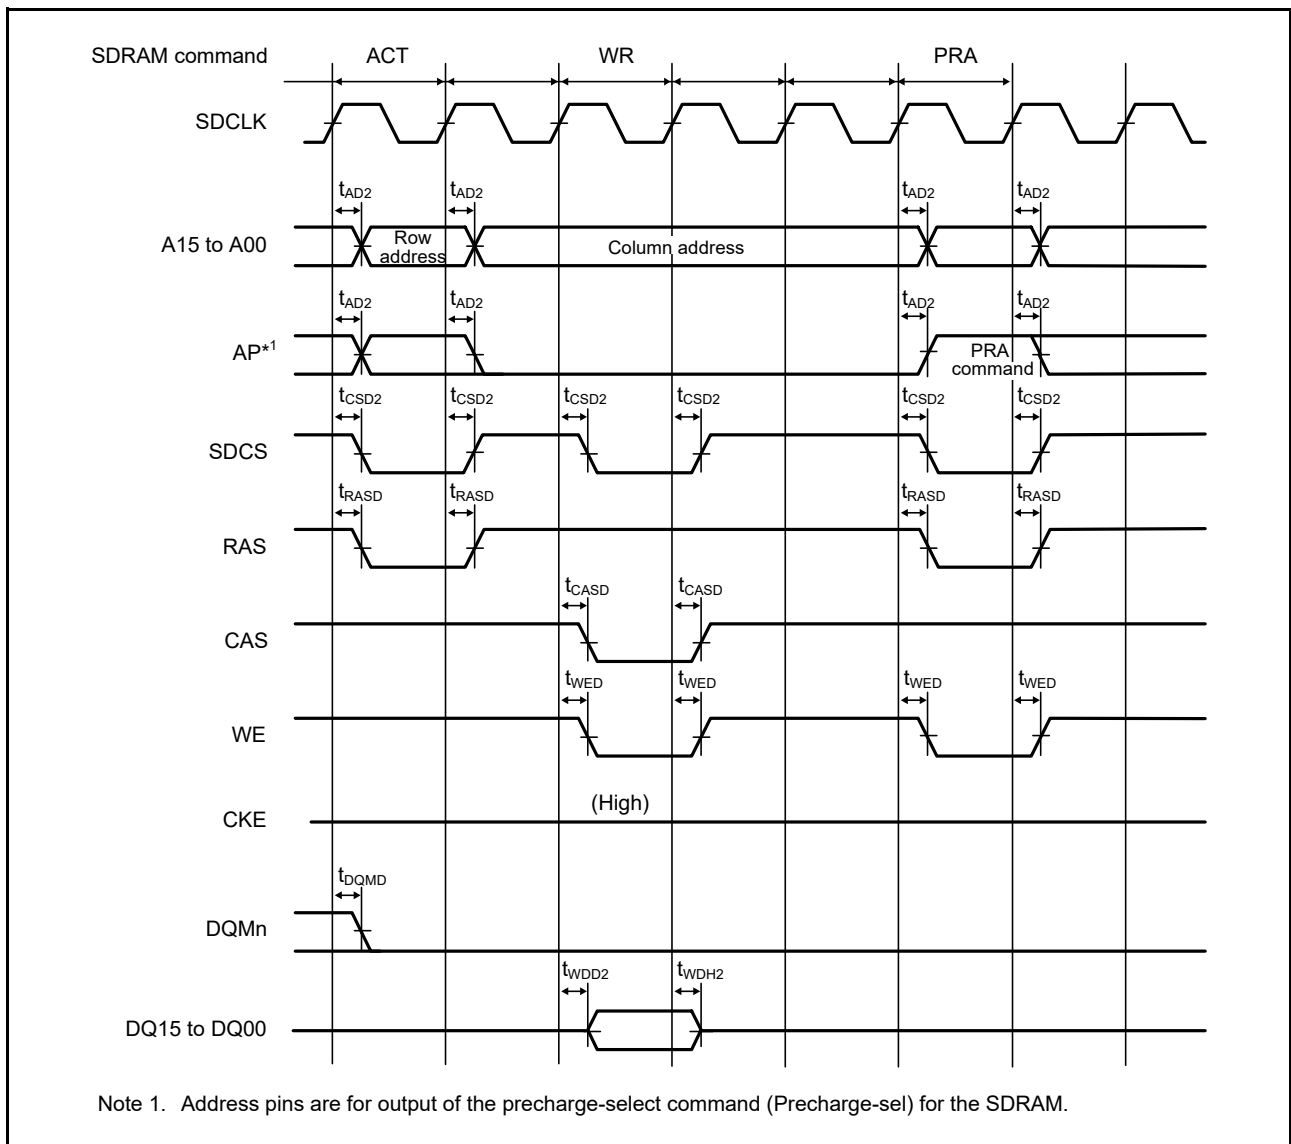 SDRAM command ACT WR PRA
SDCLK
tAD2 tAD2 tAD2 tAD2
A15 to A00 Row address Column address
tAD2 tAD2 tAD2 tAD2
AP*1 PRA command
tCSD2 tCSD2 tCSD2 tCSD2 tCSD2 tCSD2
SDCS
tRASD tRASD tRASD tRASD
RAS
tCASD tCASD
CAS
tWED tWED tWED tWED
WE
(High)
CKE
tDQMD
DQMn
tWDD2 tWDH2
DQ15 to DQ00
Note 1. Address pins are for output of the precharge-select command (Precharge-sel) for the SDRAM.